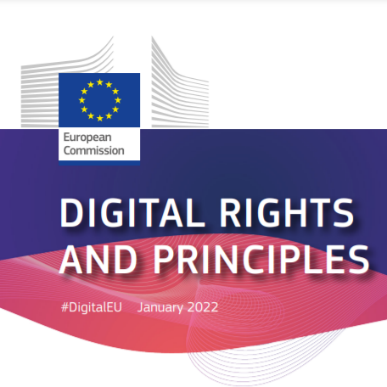 European
Commission
DIGITAL RIGHTS
AND PRINCIPLES
#DigitalEU January 2022